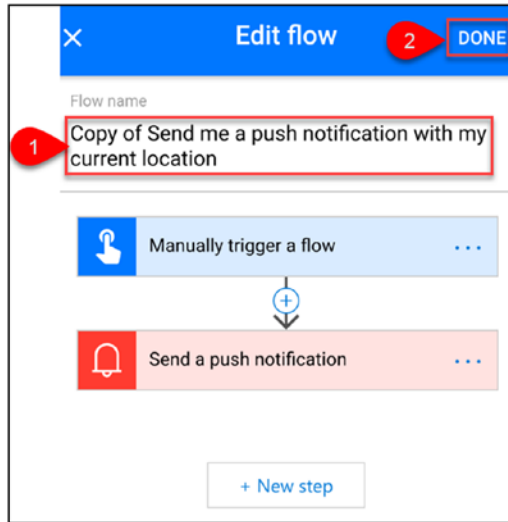 Edit flow
2
DONE
Flow name
1
Copy of Send me a push notification with my
current location
Manually trigger a flow
...
+
Send a push notification
...
+ New step